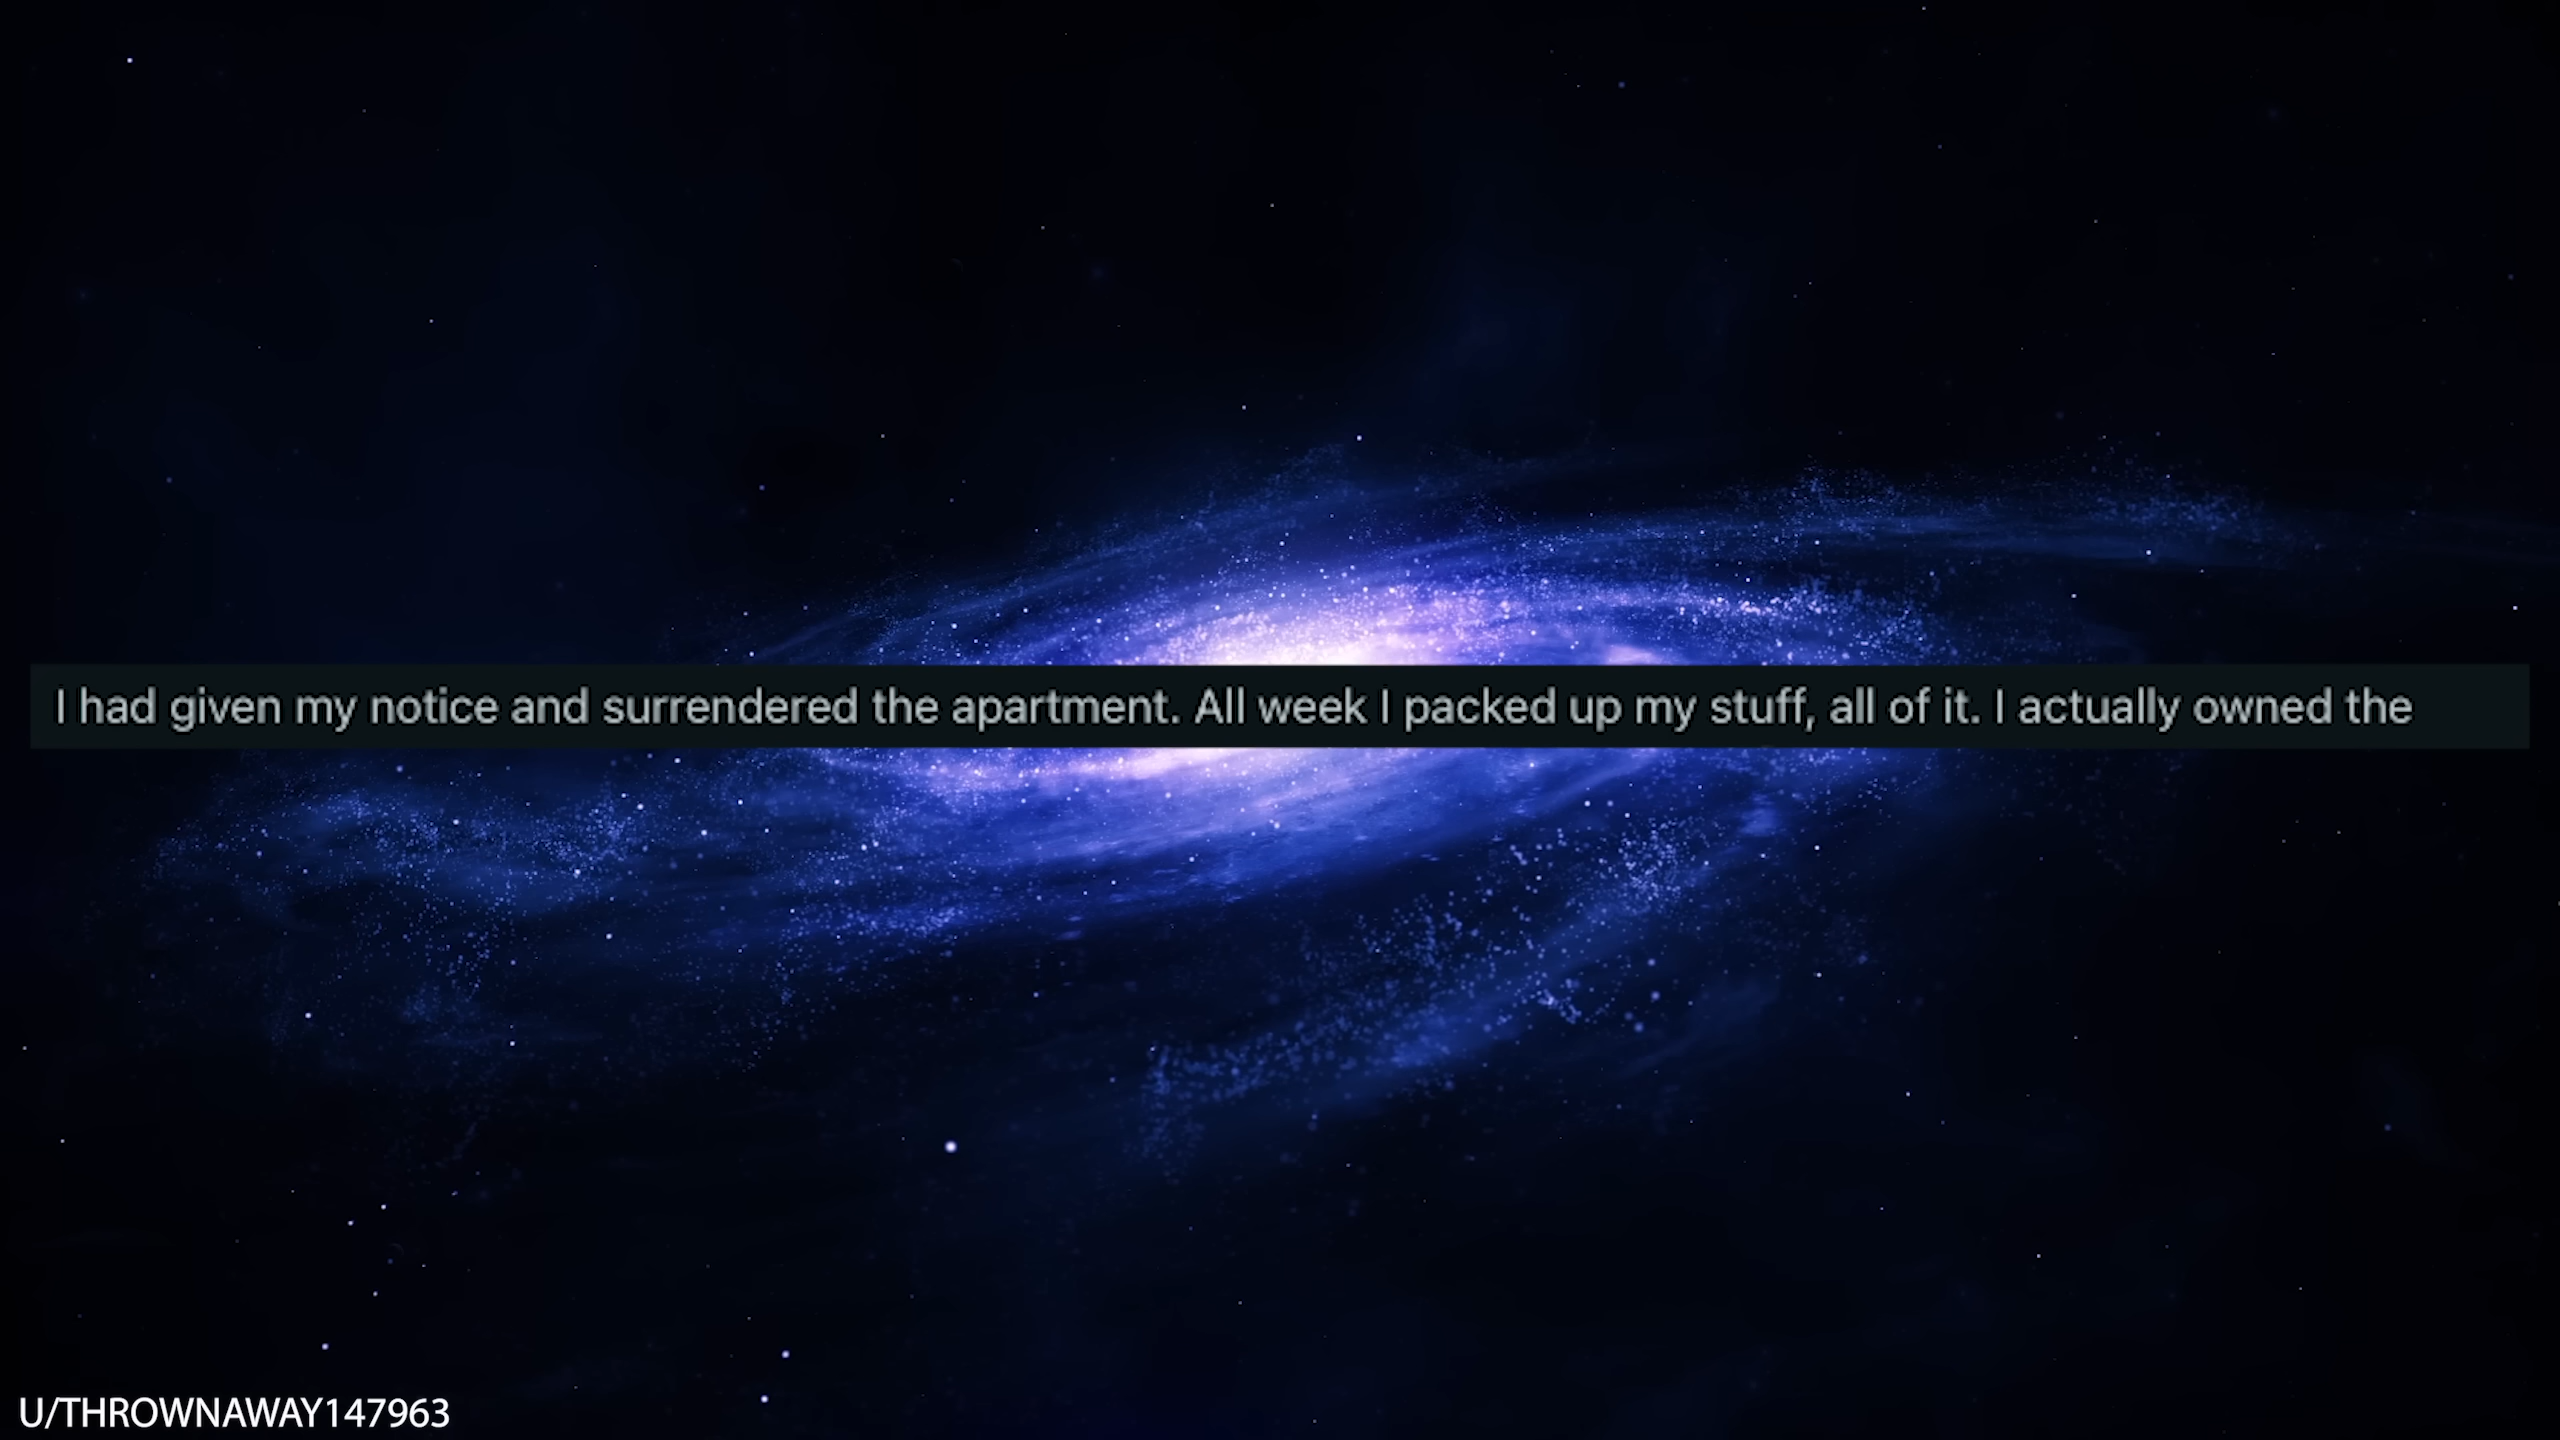 I had given my notice and surrendered the apartment. All week I packed up my stuff, all of it. I actually owned the
U/THROWNAWAY147963